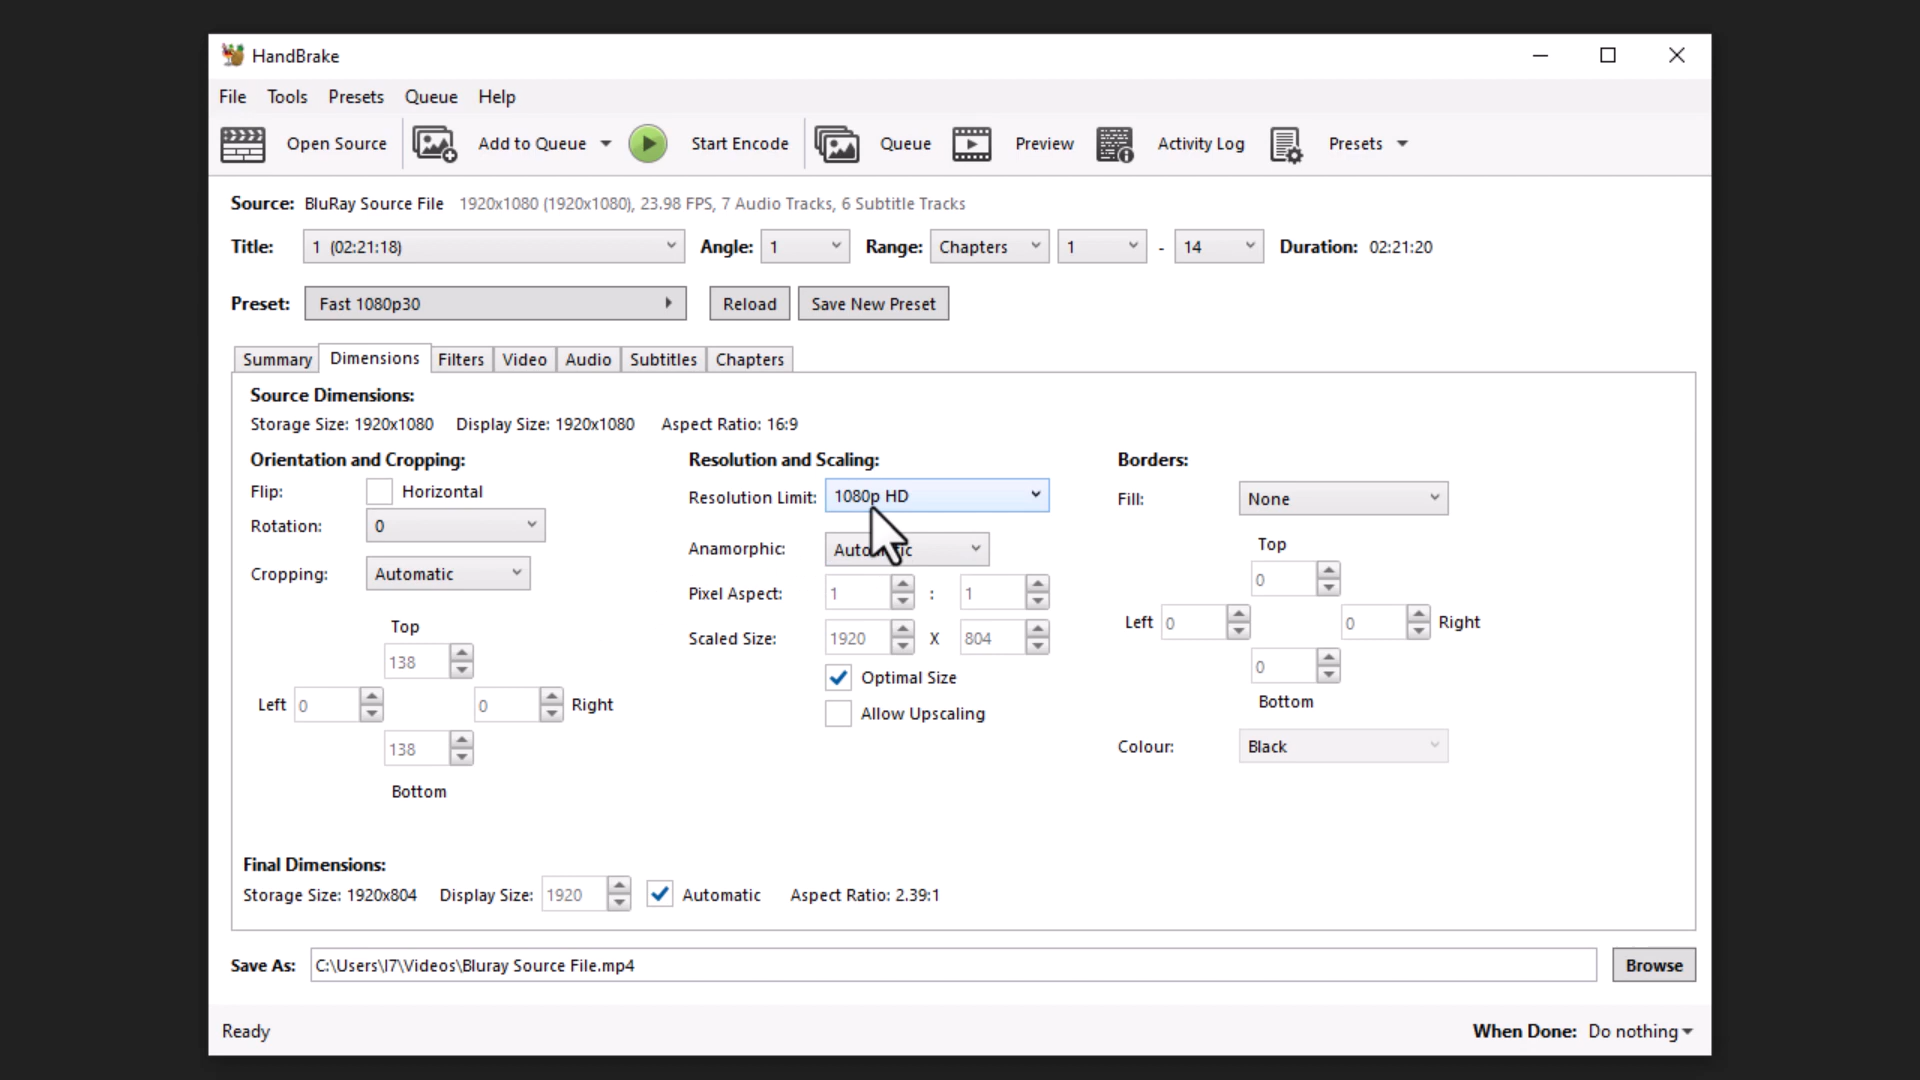 HandBrake
File Tools Presets Queue Help
Open Source Add to Queue Start Encode Queue Preview Activity Log Presets
Source: BluRay Source File 1920x1080 (1920x1080), 23.98 FPS, 7 Audio Tracks, 6 Subtitle Tracks
Title: 1 (02:21:18) Angle: 1 Range: Chapters 1 - 14 Duration: 02:21:20
Preset: Fast 1080p30 Reload Save New Preset
Summary Dimensions Filters Video Audio Subtitles Chapters
Source Dimensions:
Storage Size: 1920x1080 Display Size: 1920x1080 Aspect Ratio: 16:9
Orientation and Cropping:
Flip: Horizontal
Rotation: 0
Cropping: Automatic
Top
138
Left 0 0 Right
138
Bottom
Resolution and Scaling:
Resolution Limit: 1080p HD
Anamorphic: Automatic
Pixel Aspect: 1 : 1
Scaled Size: 1920 X 804
Optimal Size
Allow Upscaling
Borders:
Fill: None
Top
0
Left 0 0 Right
0
Bottom
Colour: Black
Final Dimensions:
Storage Size: 1920x804 Display Size: 1920 Automatic Aspect Ratio: 2.39:1
Save As: C:\Users\I7\Videos\Bluray Source File.mp4 Browse
Ready When Done: Do nothing